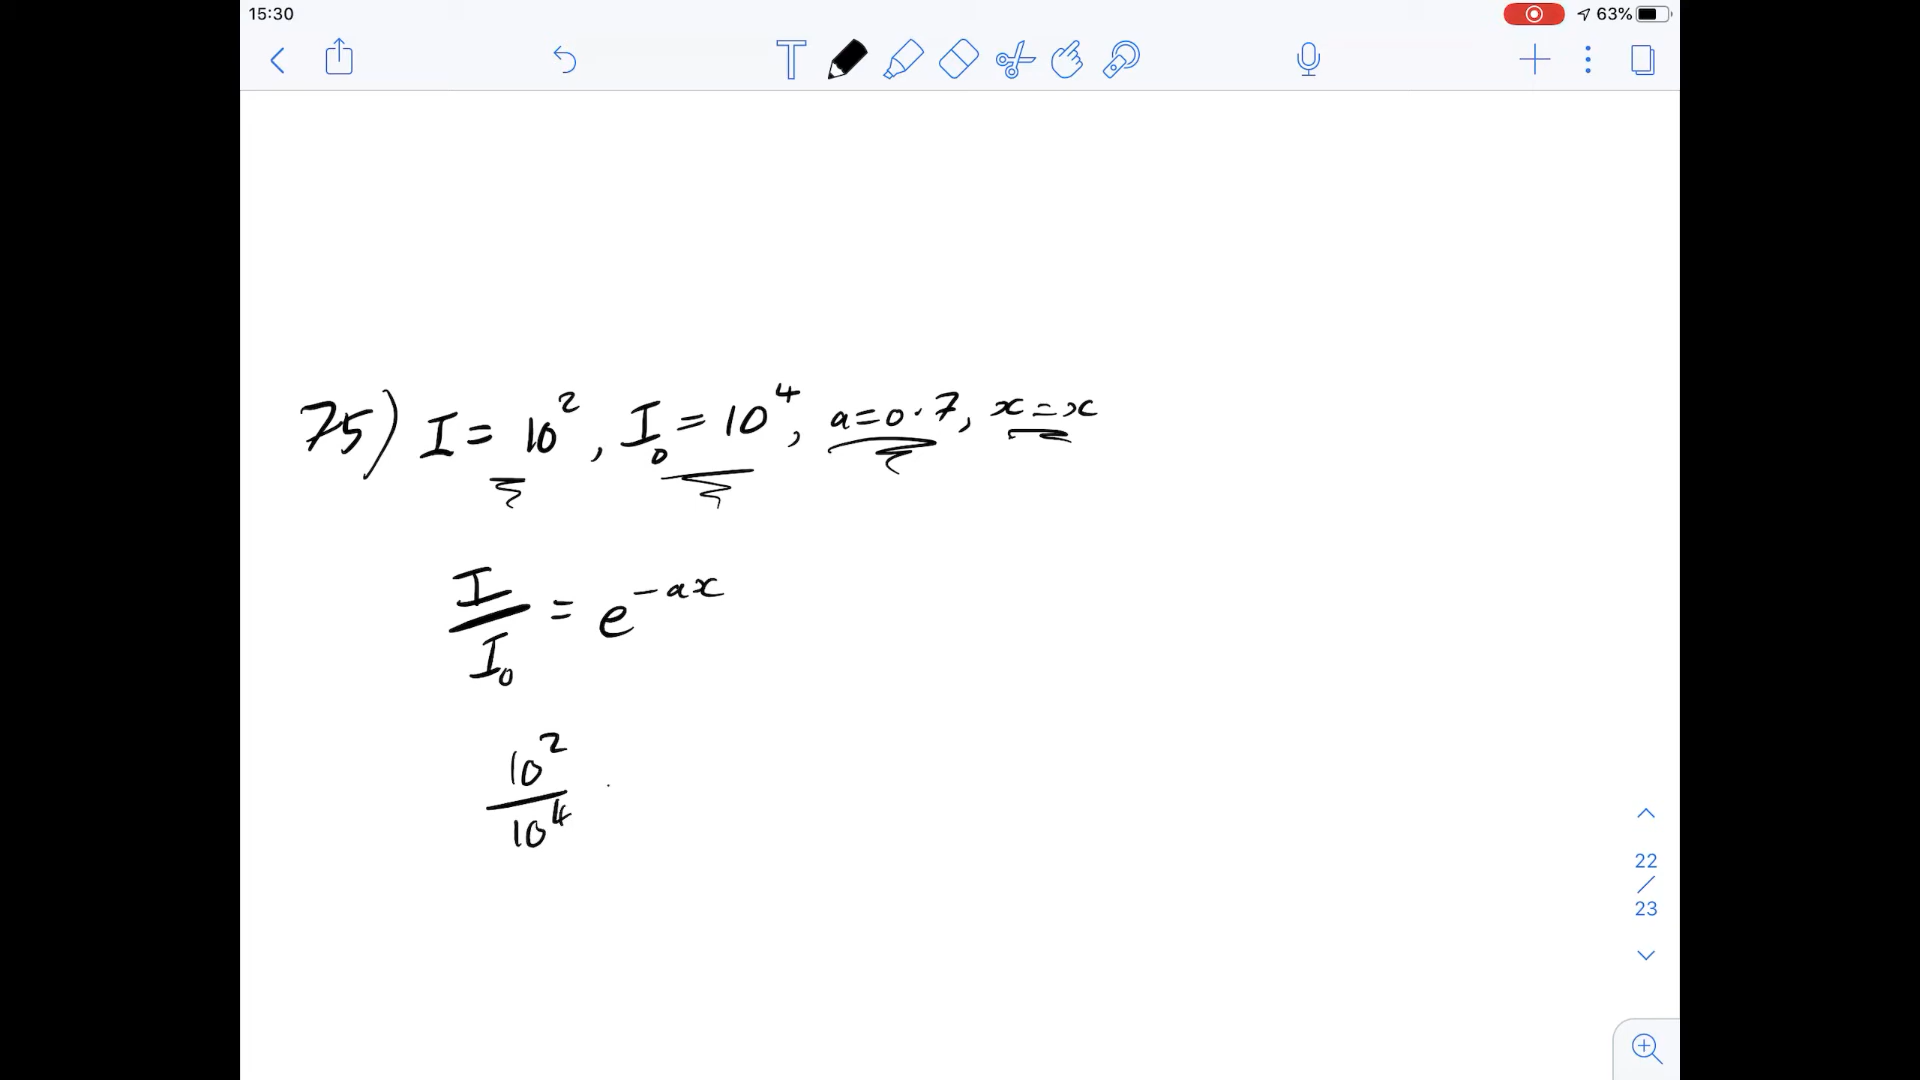 15:30
63%
T
75) I = 10², I₀ = 10⁴, a = 0.7, x = x
I/I₀ = e^(-ax)
10²/10⁴
22
/
23